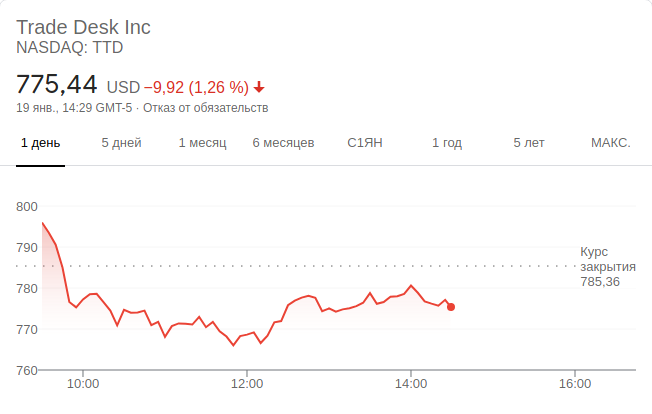 Trade Desk Inc
NASDAQ: TTD
775,44 USD −9,92 (1,26 %)
19 янв., 14:29 GMT-5 · Отказ от обязательств
1 день 5 дней 1 месяц 6 месяцев С1ЯН 1 год 5 лет МАКС.
800
790
780
770
760
Курс
закрытия
785,36
10:00 12:00 14:00 16:00